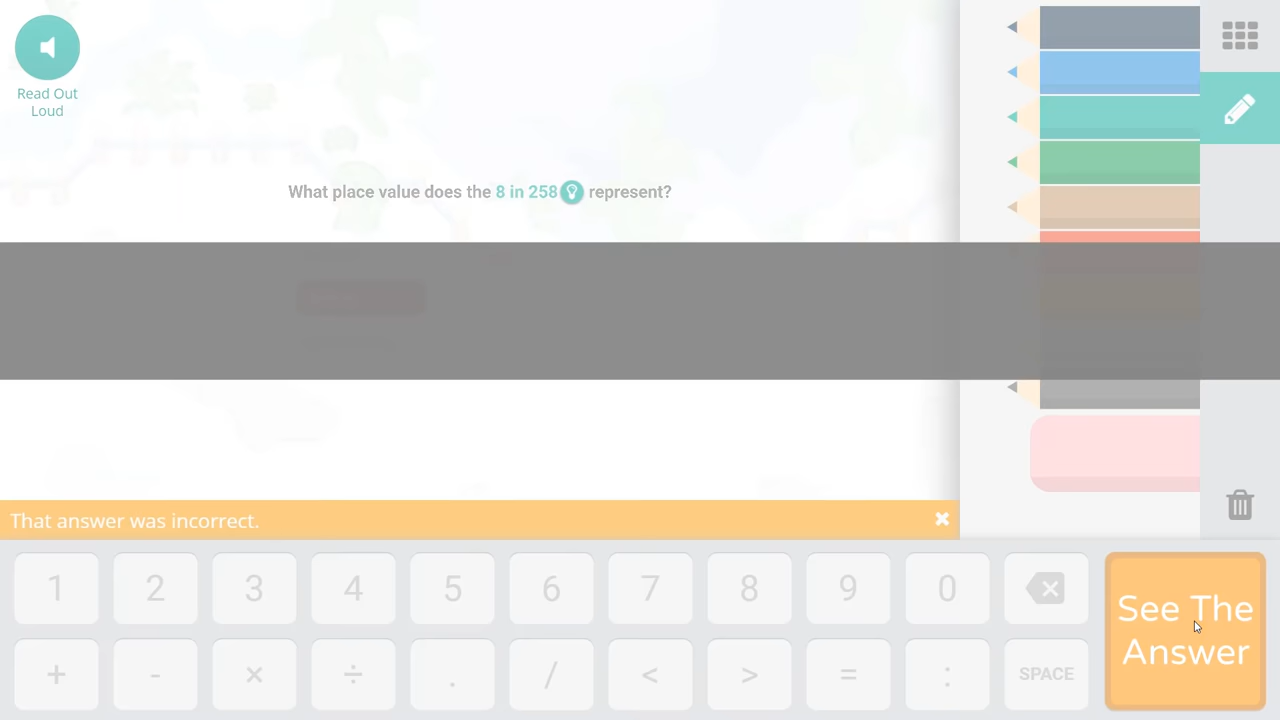 Read Out
Loud
What place value does the 8 in 258 represent?
That answer was incorrect.
1 2 3 4 5 6 7 8 9 0
See The
Answer
+ - × ÷ . / < > = : SPACE